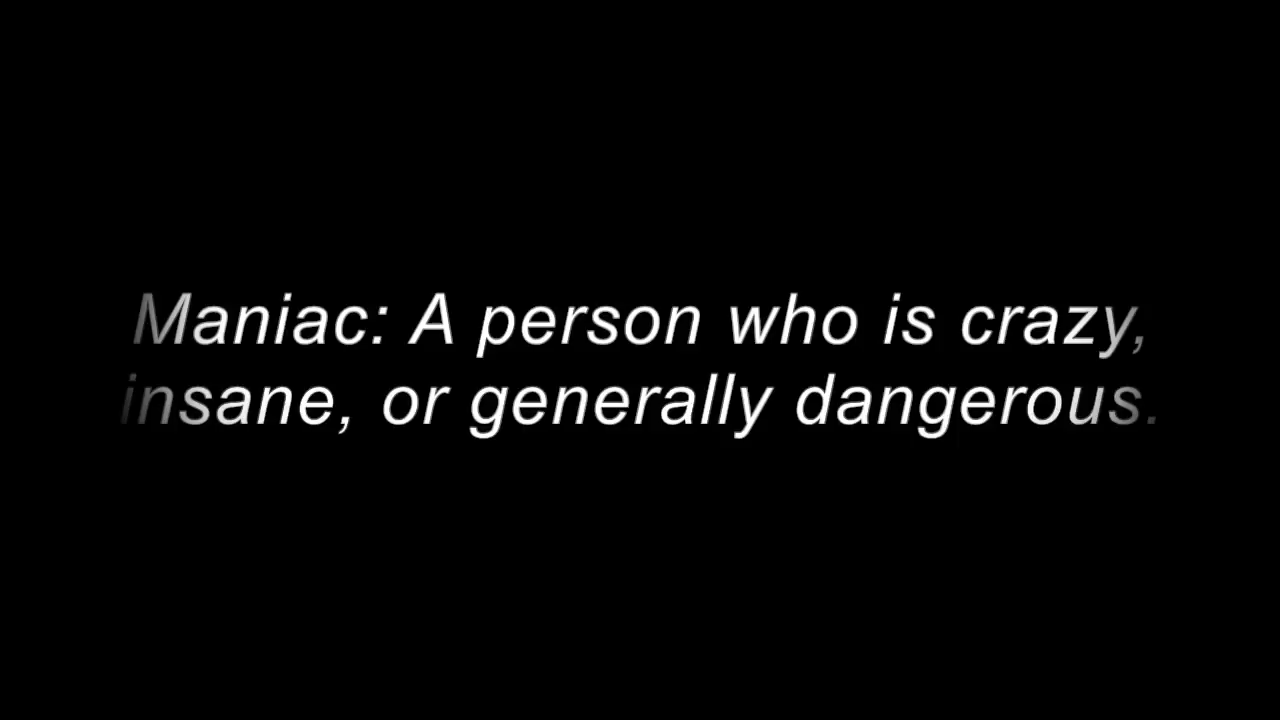 Maniac: A person who is crazy,
insane, or generally dangerous.